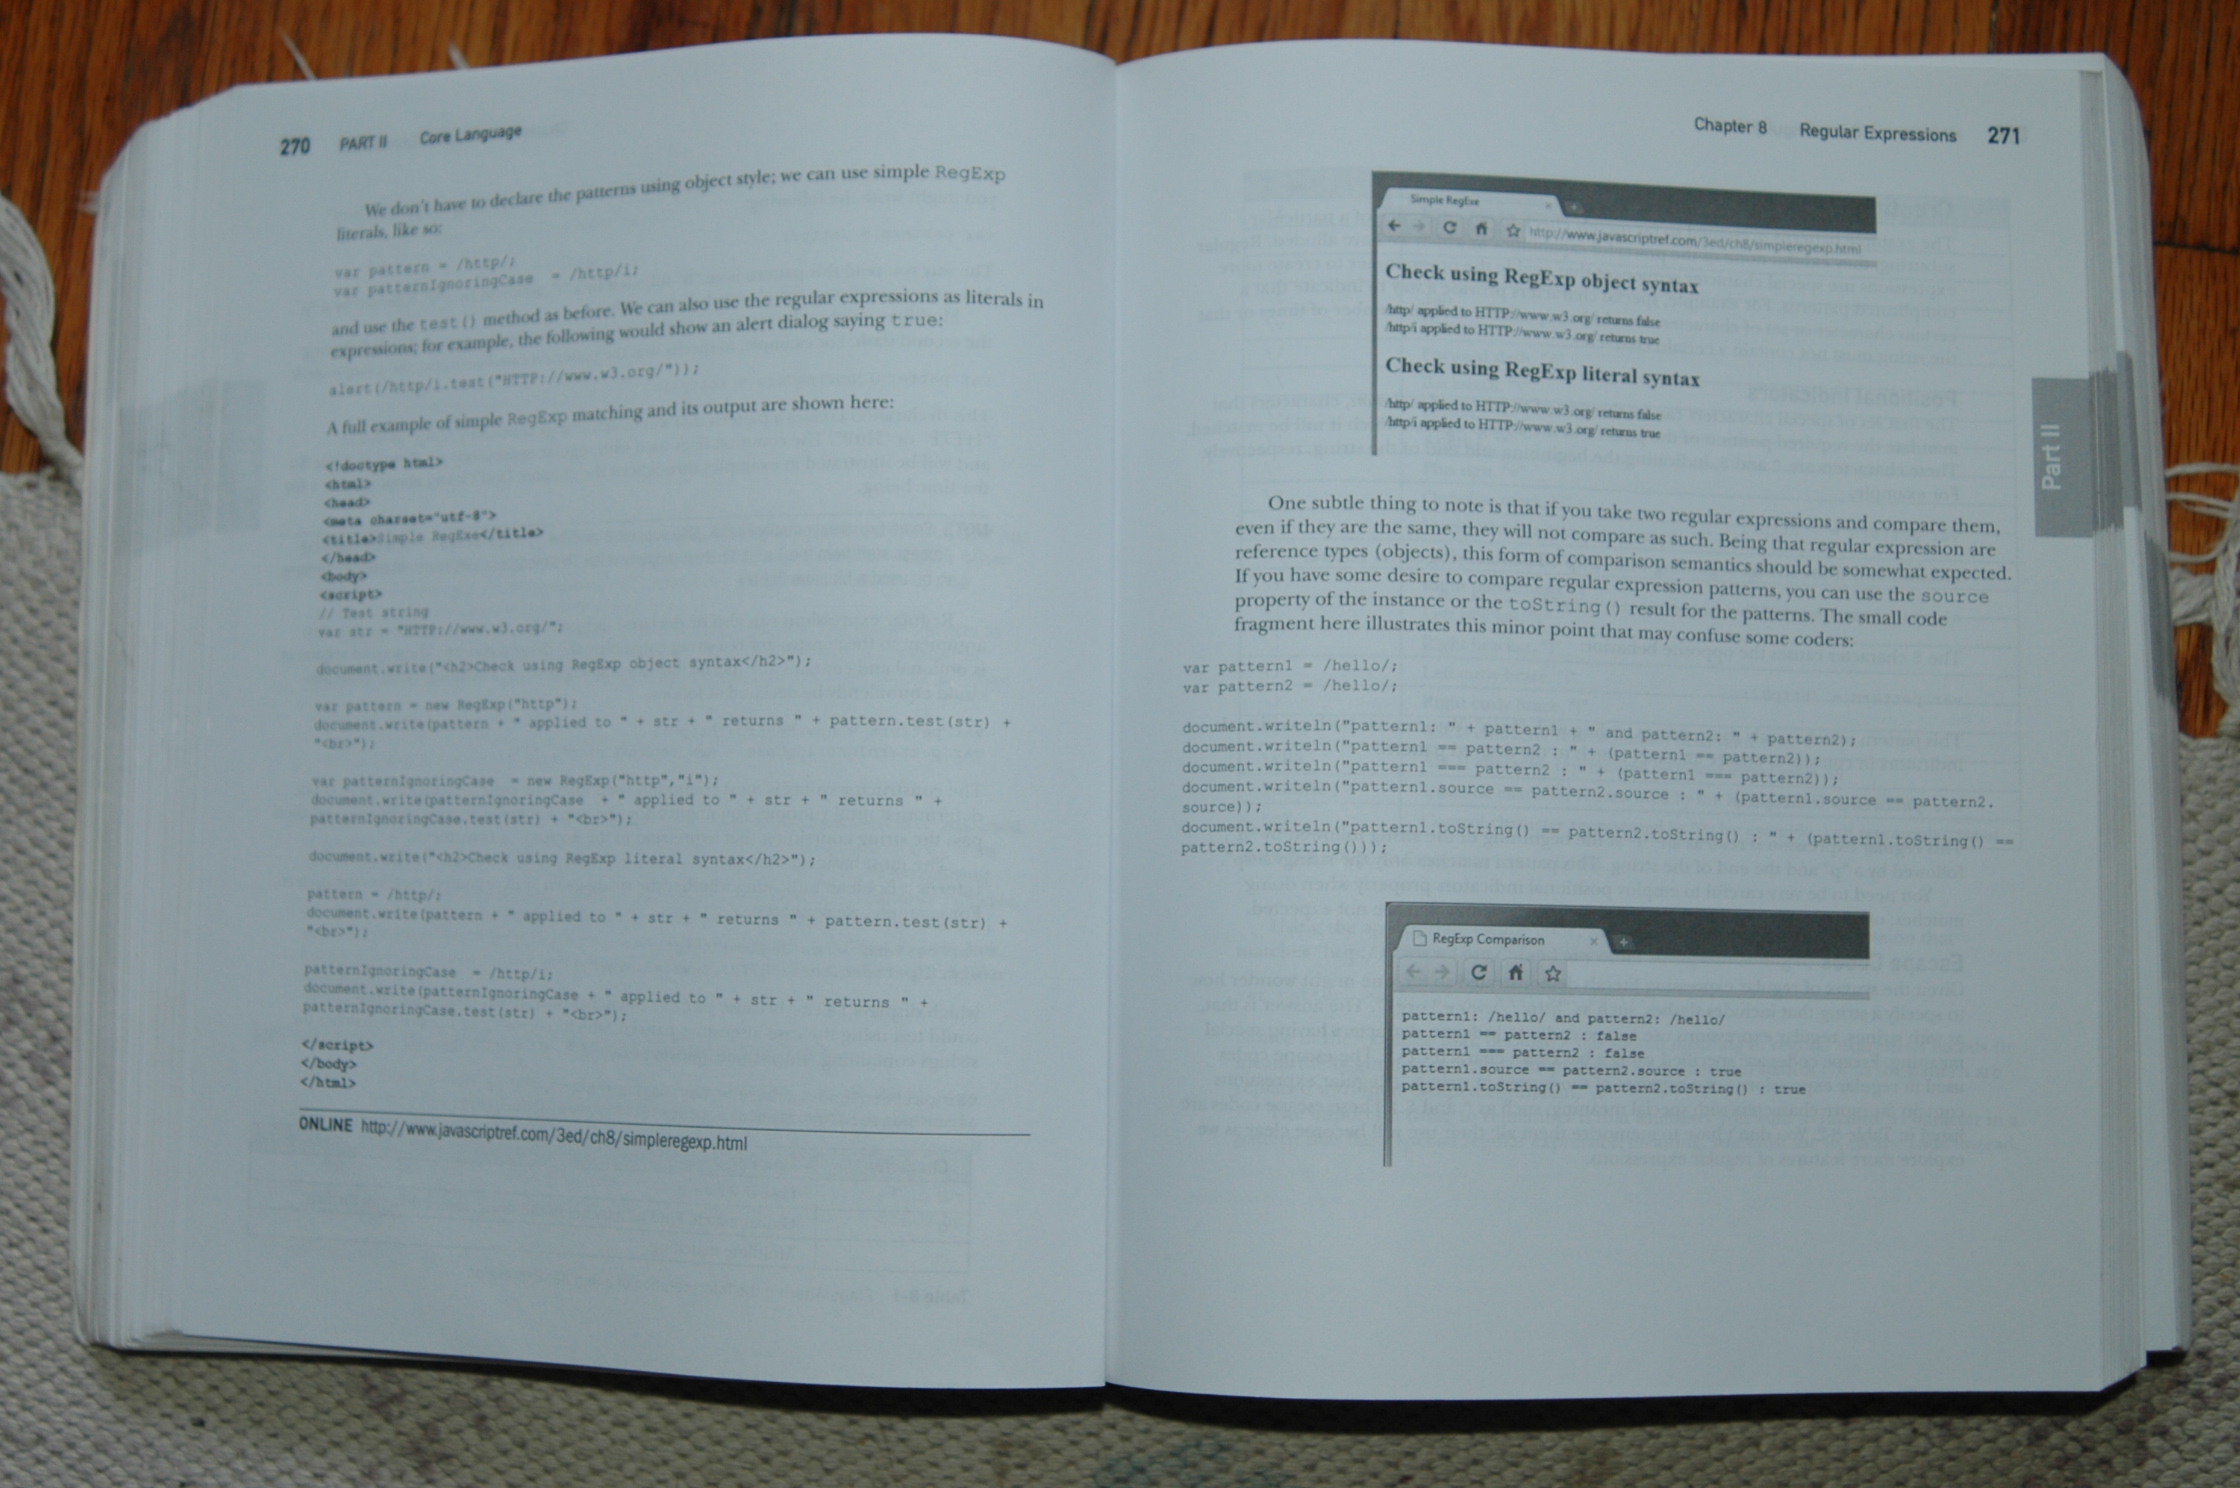 270 PART II Core Language
We don't have to declare the patterns using object style; we can use simple RegExp
literals, like so:
var pattern = /http/;
var patternIgnoringCase = /http/i;
and use the test() method as before. We can also use the regular expressions as literals in
expressions; for example, the following would show an alert dialog saying true:
alert(/http/i.test("HTTP://www.w3.org/"));
A full example of simple RegExp matching and its output are shown here:
<!doctype html>
<html>
<head>
<meta charset="utf-8">
<title>Simple RegExe</title>
</head>
<body>
<script>
// Test string
var str = "HTTP://www.w3.org/";
document.write("<h2>Check using RegExp object syntax</h2>");
var pattern = new RegExp("http");
document.write(pattern + " applied to " + str + " returns " + pattern.test(str) +
"<br>");
var patternIgnoringCase = new RegExp("http","i");
document.write(patternIgnoringCase + " applied to " + str + " returns " +
patternIgnoringCase.test(str) + "<br>");
document.write("<h2>Check using RegExp literal syntax</h2>");
pattern = /http/;
document.write(pattern + " applied to " + str + " returns " + pattern.test(str) +
"<br>");
patternIgnoringCase = /http/i;
document.write(patternIgnoringCase + " applied to " + str + " returns " +
patternIgnoringCase.test(str) + "<br>");
</script>
</body>
</html>
ONLINE http://www.javascriptref.com/3ed/ch8/simpleregexp.html
Chapter 8 Regular Expressions 271
Part II
Simple RegExe
http://www.javascriptref.com/3ed/ch8/simpleregexp.html
Check using RegExp object syntax
/http/ applied to HTTP://www.w3.org/ returns false
/http/i applied to HTTP://www.w3.org/ returns true
Check using RegExp literal syntax
/http/ applied to HTTP://www.w3.org/ returns false
/http/i applied to HTTP://www.w3.org/ returns true
One subtle thing to note is that if you take two regular expressions and compare them,
even if they are the same, they will not compare as such. Being that regular expression are
reference types (objects), this form of comparison semantics should be somewhat expected.
If you have some desire to compare regular expression patterns, you can use the source
property of the instance or the toString() result for the patterns. The small code
fragment here illustrates this minor point that may confuse some coders:
var pattern1 = /hello/;
var pattern2 = /hello/;
document.writeln("pattern1: " + pattern1 + " and pattern2: " + pattern2);
document.writeln("pattern1 == pattern2 : " + (pattern1 == pattern2));
document.writeln("pattern1 === pattern2 : " + (pattern1 === pattern2));
document.writeln("pattern1.source == pattern2.source : " + (pattern1.source == pattern2.
source));
document.writeln("pattern1.toString() == pattern2.toString() : " + (pattern1.toString() ==
pattern2.toString()));
RegExp Comparison
pattern1: /hello/ and pattern2: /hello/
pattern1 == pattern2 : false
pattern1 === pattern2 : false
pattern1.source == pattern2.source : true
pattern1.toString() == pattern2.toString() : true